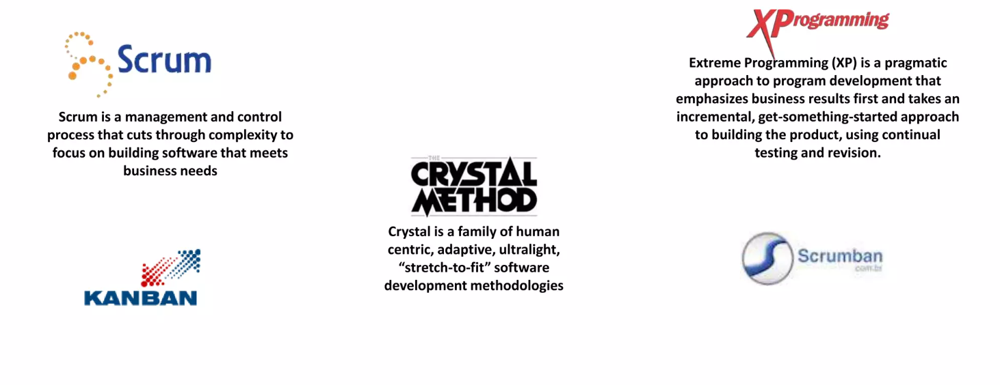 Scrum
Scrum is a management and control
process that cuts through complexity to
focus on building software that meets
business needs
KANBAN
THE
CRYSTAL
METHOD
Crystal is a family of human
centric, adaptive, ultralight,
“stretch-to-fit” software
development methodologies
XProgramming
Extreme Programming (XP) is a pragmatic
approach to program development that
emphasizes business results first and takes an
incremental, get-something-started approach
to building the product, using continual
testing and revision.
Scrumban
com.br